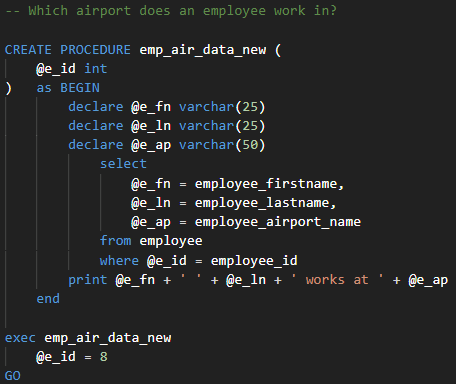 -- Which airport does an employee work in?
CREATE PROCEDURE emp_air_data_new (
@e_id int
) as BEGIN
declare @e_fn varchar(25)
declare @e_ln varchar(25)
declare @e_ap varchar(50)
select
@e_fn = employee_firstname,
@e_ln = employee_lastname,
@e_ap = employee_airport_name
from employee
where @e_id = employee_id
print @e_fn + ' ' + @e_ln + ' works at ' + @e_ap
end
exec emp_air_data_new
@e_id = 8
GO